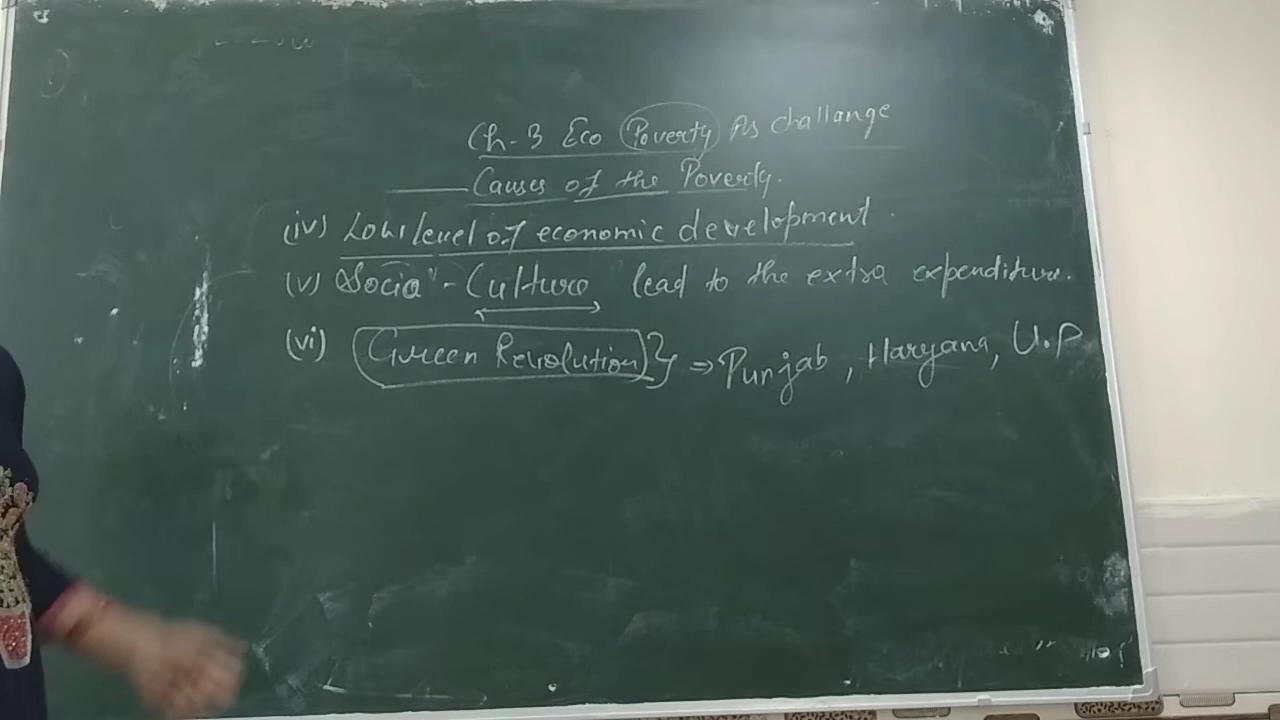 Ch-3 Eco Poverty As challange
Causes of the Poverty.
(iv) Low level of economic development.
(v) Socio - Culture lead to the extra expenditure.
(vi) Green Revolution } => Punjab, Haryana, U.P